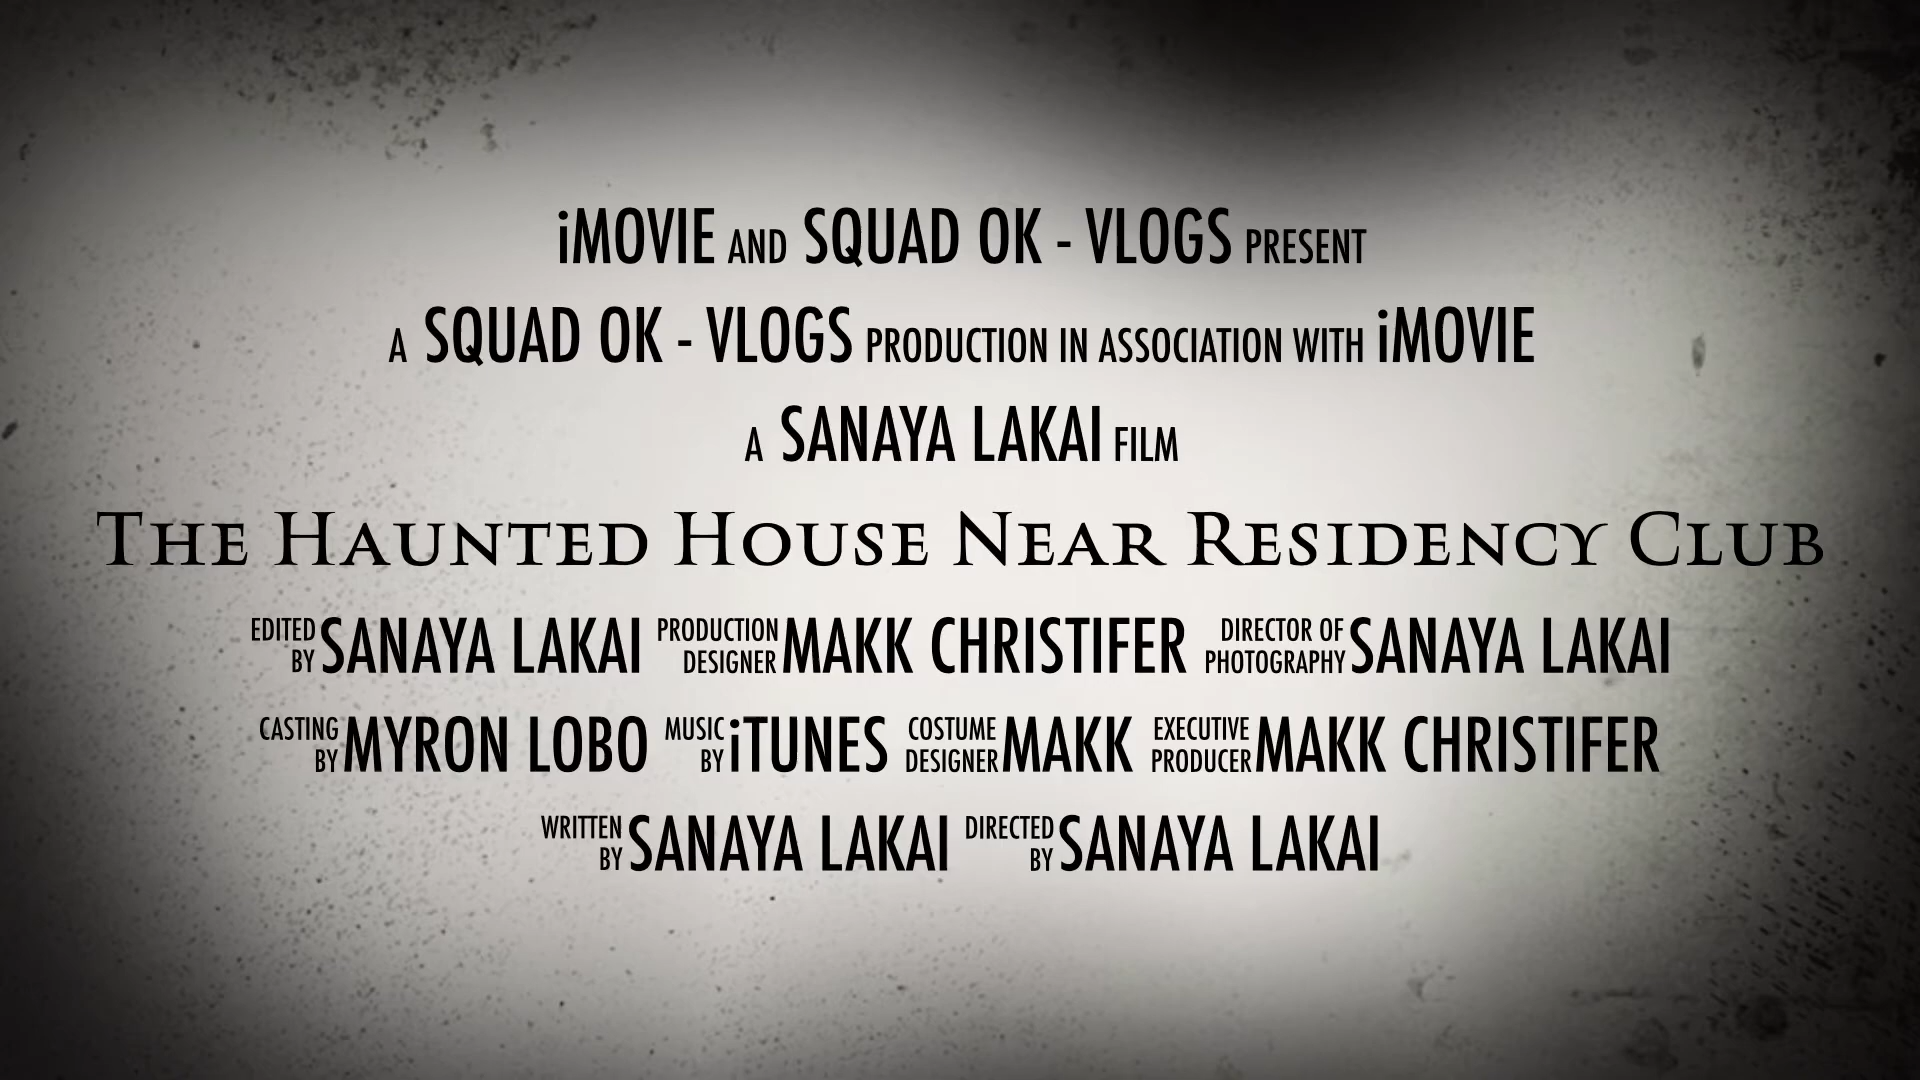 iMOVIE AND SQUAD OK - VLOGS PRESENT
A SQUAD OK - VLOGS PRODUCTION IN ASSOCIATION WITH iMOVIE
A SANAYA LAKAI FILM
THE HAUNTED HOUSE NEAR RESIDENCY CLUB
EDITED BY SANAYA LAKAI PRODUCTION DESIGNER MAKK CHRISTIFER DIRECTOR OF PHOTOGRAPHY SANAYA LAKAI
CASTING BY MYRON LOBO MUSIC BY iTUNES COSTUME DESIGNER MAKK EXECUTIVE PRODUCER MAKK CHRISTIFER
WRITTEN BY SANAYA LAKAI DIRECTED BY SANAYA LAKAI